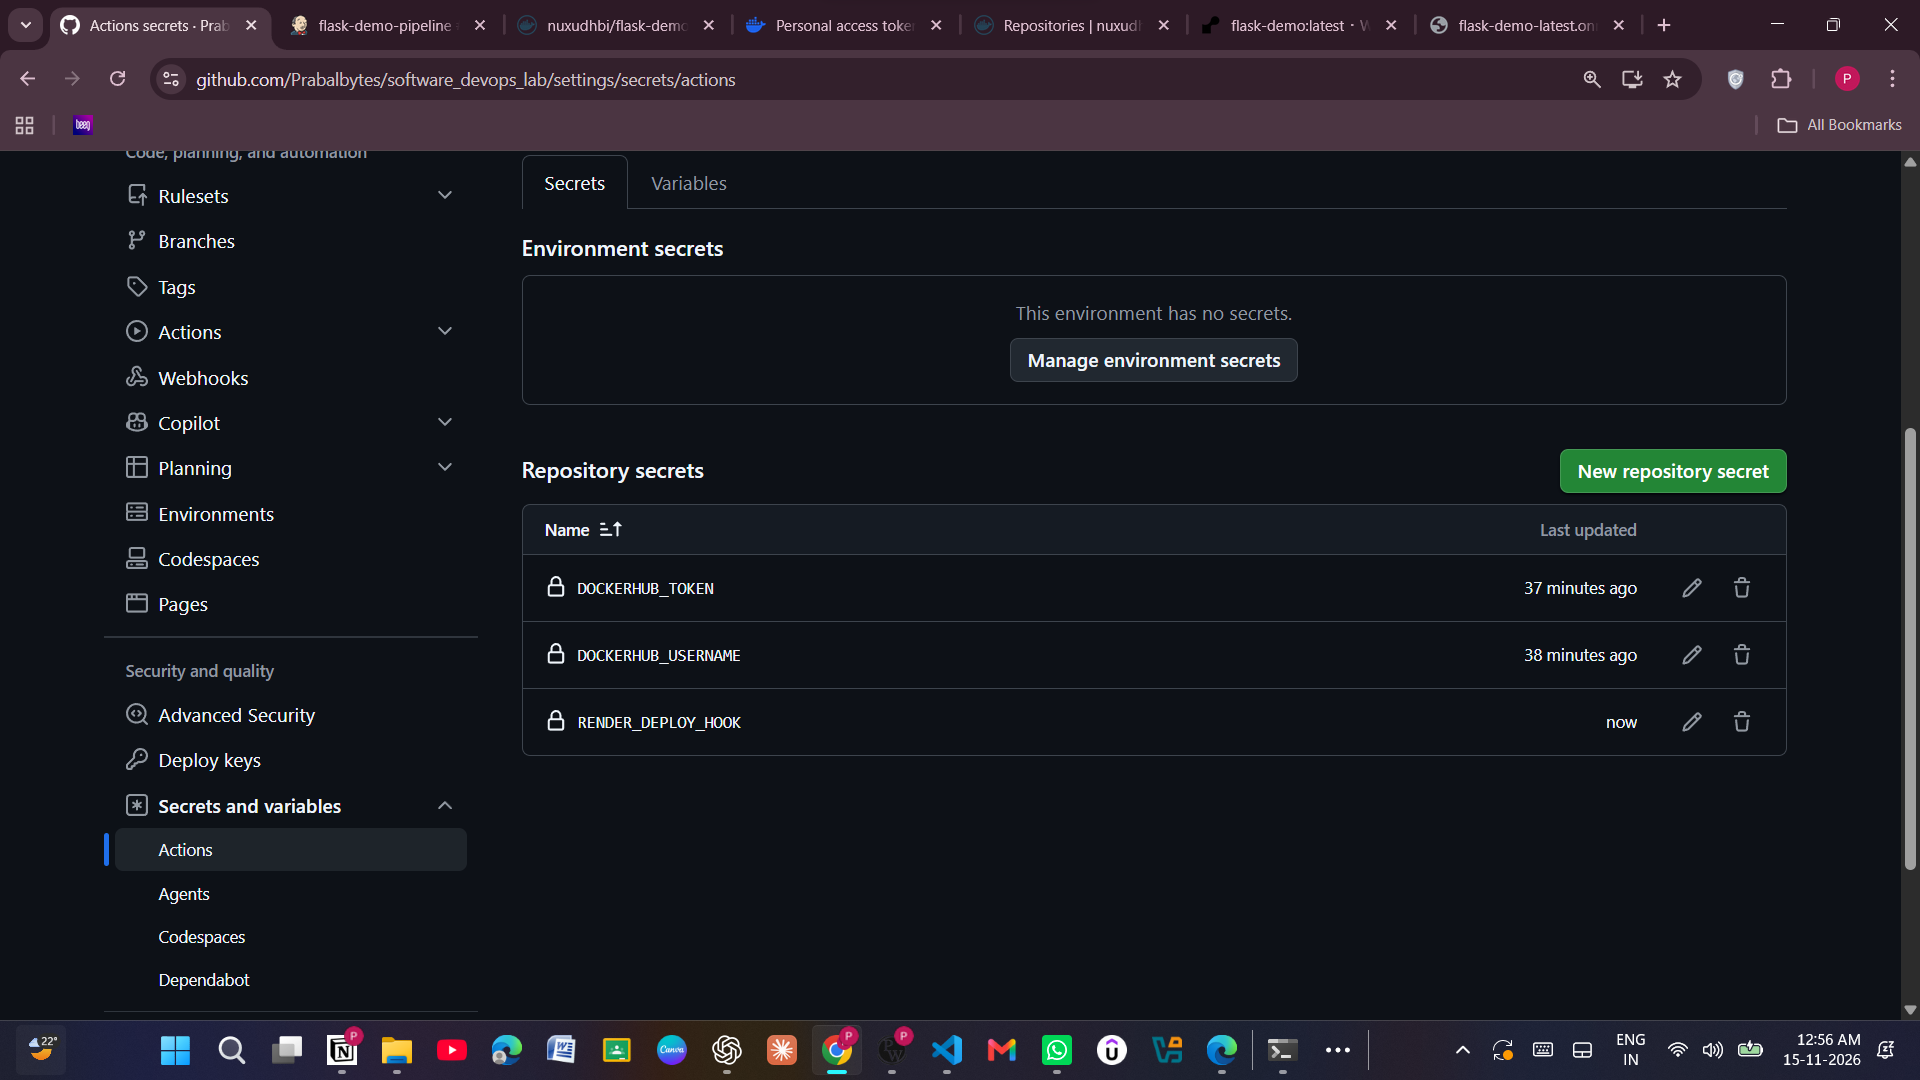 Actions secrets · Prab
flask-demo-pipeline
nuxudhbi/flask-demo
Personal access toke
Repositories | nuxudh
flask-demo:latest · W
flask-demo-latest.on
github.com/Prabalbytes/software_devops_lab/settings/secrets/actions
P
beeg
All Bookmarks
Code, planning, and automation
Rulesets
Branches
Tags
Actions
Webhooks
Copilot
Planning
Environments
Codespaces
Pages
Security and quality
Advanced Security
Deploy keys
Secrets and variables
Actions
Agents
Codespaces
Dependabot
Secrets
Variables
Environment secrets
This environment has no secrets.
Manage environment secrets
Repository secrets
New repository secret
Name
Last updated
DOCKERHUB_TOKEN
37 minutes ago
DOCKERHUB_USERNAME
38 minutes ago
RENDER_DEPLOY_HOOK
now
22°
P
Canva
P
P
ENG
IN
12:56 AM
15-11-2026